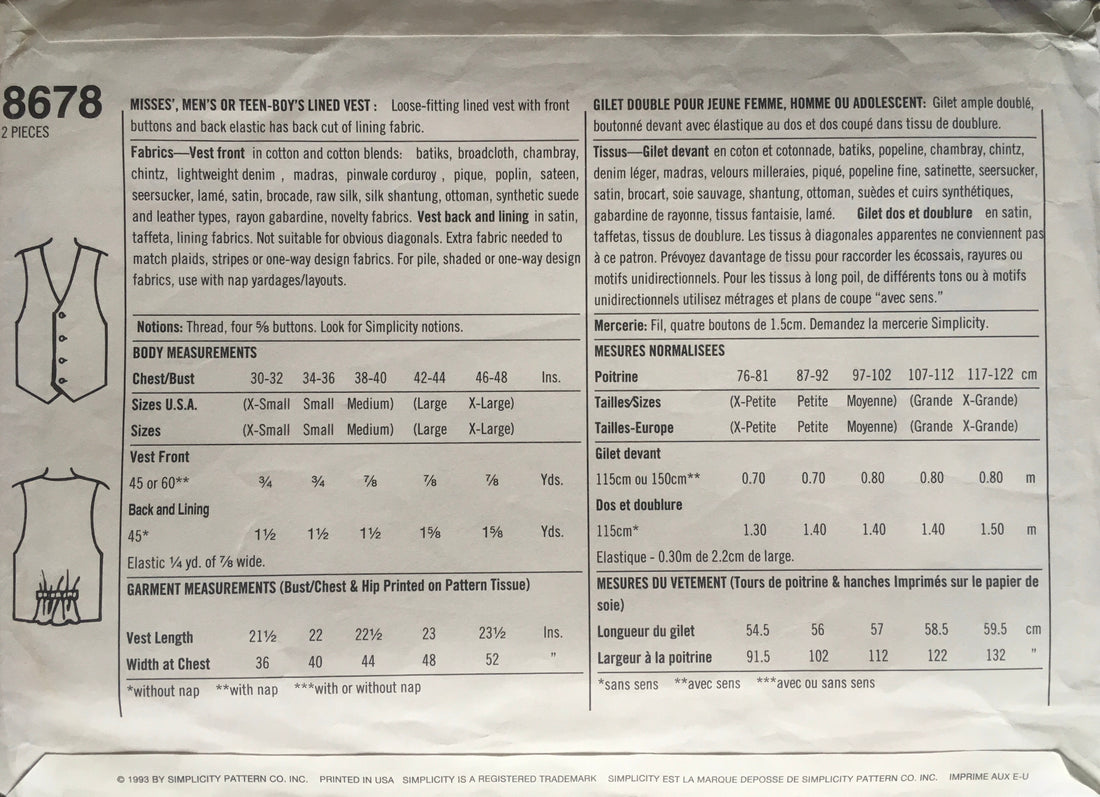 8678
2 PIECES
MISSES', MEN'S OR TEEN-BOY'S LINED VEST : Loose-fitting lined vest with front
buttons and back elastic has back cut of lining fabric.
Fabrics—Vest front in cotton and cotton blends: batiks, broadcloth, chambray,
chintz, lightweight denim , madras, pinwale corduroy , pique, poplin, sateen,
seersucker, lamé, satin, brocade, raw silk, silk shantung, ottoman, synthetic suede
and leather types, rayon gabardine, novelty fabrics. Vest back and lining in satin,
taffeta, lining fabrics. Not suitable for obvious diagonals. Extra fabric needed to
match plaids, stripes or one-way design fabrics. For pile, shaded or one-way design
fabrics, use with nap yardages/layouts.
Notions: Thread, four ⅝ buttons. Look for Simplicity notions.
BODY MEASUREMENTS
Chest/Bust 30-32 34-36 38-40 42-44 46-48 Ins.
Sizes U.S.A. (X-Small Small Medium) (Large X-Large)
Sizes (X-Small Small Medium) (Large X-Large)
Vest Front
45 or 60** ¾ ¾ ⅞ ⅞ ⅞ Yds.
Back and Lining
45* 1½ 1½ 1½ 1⅝ 1⅝ Yds.
Elastic ¼ yd. of ⅞ wide.
GARMENT MEASUREMENTS (Bust/Chest & Hip Printed on Pattern Tissue)
Vest Length 21½ 22 22½ 23 23½ Ins.
Width at Chest 36 40 44 48 52 "
*without nap **with nap ***with or without nap
GILET DOUBLE POUR JEUNE FEMME, HOMME OU ADOLESCENT: Gilet ample doublé,
boutonné devant avec élastique au dos et dos coupé dans tissu de doublure.
Tissus—Gilet devant en coton et cotonnade, batiks, popeline, chambray, chintz,
denim léger, madras, velours milleraies, piqué, popeline fine, satinette, seersucker,
satin, brocart, soie sauvage, shantung, ottoman, suèdes et cuirs synthétiques,
gabardine de rayonne, tissus fantaisie, lamé. Gilet dos et doublure en satin,
taffetas, tissus de doublure. Les tissus à diagonales apparentes ne conviennent pas
à ce patron. Prévoyez davantage de tissu pour raccorder les écossais, rayures ou
motifs unidirectionnels. Pour les tissus à long poil, de différents tons ou à motifs
unidirectionnels utilisez métrages et plans de coupe "avec sens."
Mercerie: Fil, quatre boutons de 1.5cm. Demandez la mercerie Simplicity.
MESURES NORMALISEES
Poitrine 76-81 87-92 97-102 107-112 117-122 cm
Tailles/Sizes (X-Petite Petite Moyenne) (Grande X-Grande)
Tailles-Europe (X-Petite Petite Moyenne) (Grande X-Grande)
Gilet devant
115cm ou 150cm** 0.70 0.70 0.80 0.80 0.80 m
Dos et doublure
115cm* 1.30 1.40 1.40 1.40 1.50 m
Elastique - 0.30m de 2.2cm de large.
MESURES DU VETEMENT (Tours de poitrine & hanches Imprimés sur le papier de
soie)
Longueur du gilet 54.5 56 57 58.5 59.5 cm
Largeur à la poitrine 91.5 102 112 122 132 "
*sans sens **avec sens ***avec ou sans sens
© 1993 BY SIMPLICITY PATTERN CO. INC. PRINTED IN USA SIMPLICITY IS A REGISTERED TRADEMARK SIMPLICITY EST LA MARQUE DEPOSSE DE SIMPLICITY PATTERN CO. INC. IMPRIME AUX E-U